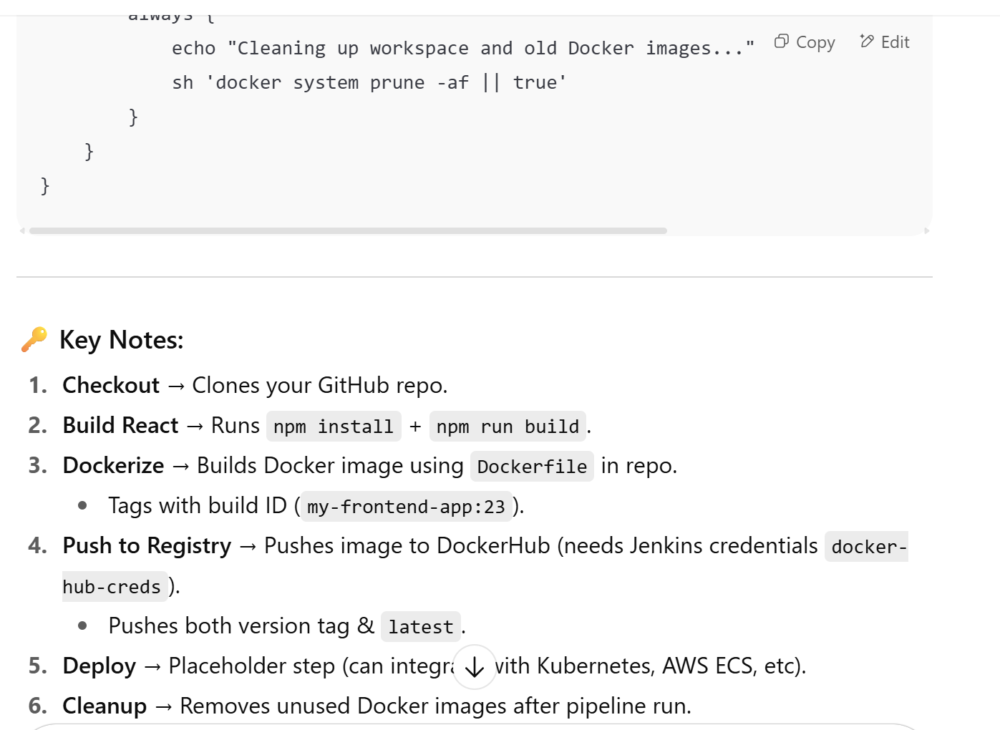 always {
echo "Cleaning up workspace and old Docker images..."
Copy
Edit
sh 'docker system prune -af || true'
}
}
}
🔑 Key Notes:
1. Checkout → Clones your GitHub repo.
2. Build React → Runs npm install + npm run build.
3. Dockerize → Builds Docker image using Dockerfile in repo.
• Tags with build ID (my-frontend-app:23).
4. Push to Registry → Pushes image to DockerHub (needs Jenkins credentials docker-
hub-creds).
• Pushes both version tag & latest.
5. Deploy → Placeholder step (can integra with Kubernetes, AWS ECS, etc).
6. Cleanup → Removes unused Docker images after pipeline run.